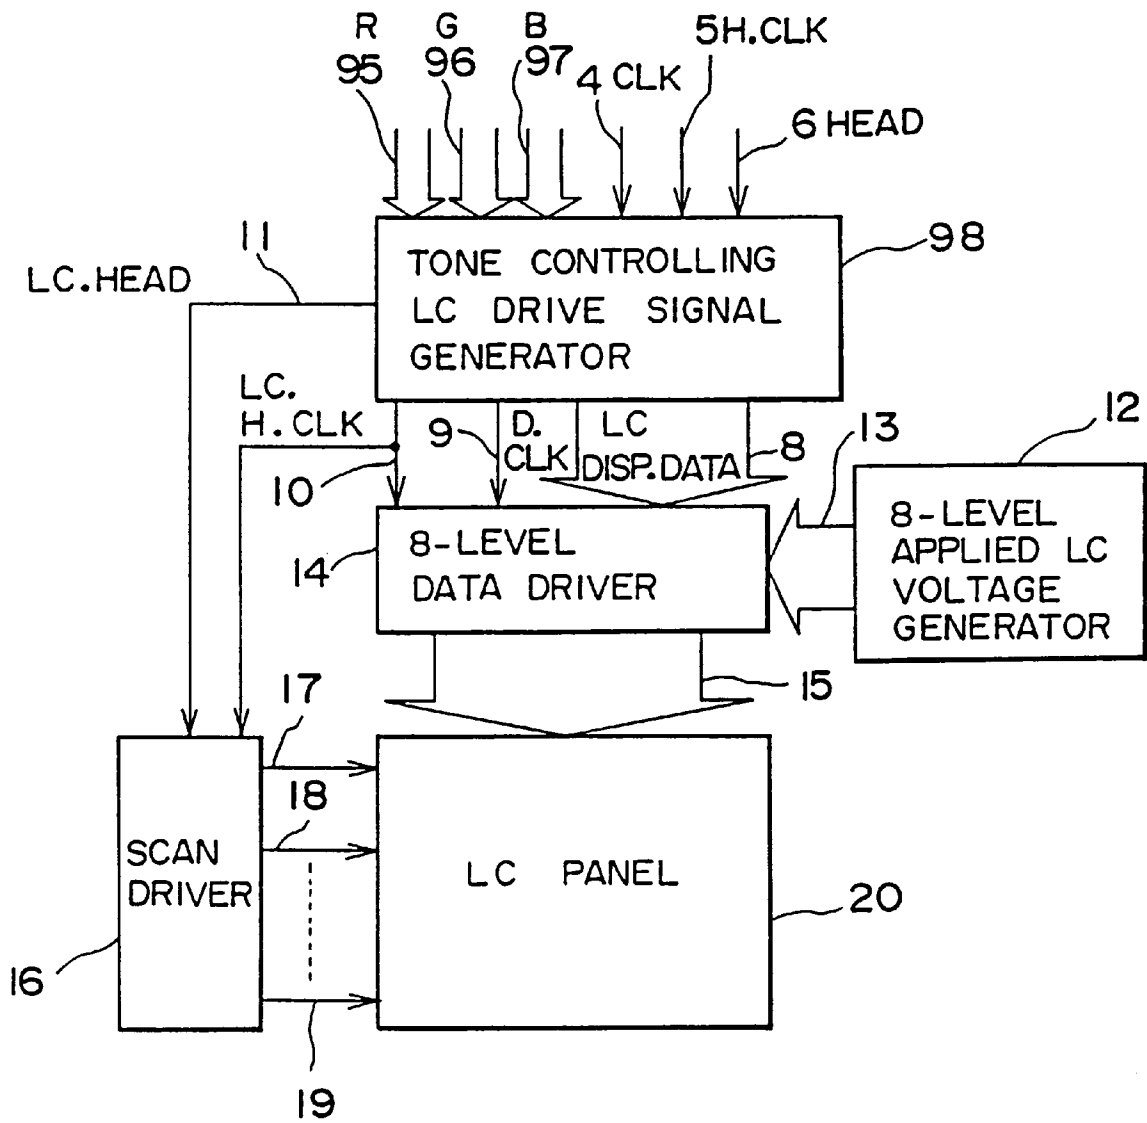 R G B 5H.CLK
95 96 97 4 CLK
6 HEAD
11
98
LC.HEAD
TONE CONTROLLING
LC DRIVE SIGNAL
GENERATOR
LC.
H.CLK
10
9
D.
CLK
LC
DISP.DATA
8
13
12
8-LEVEL
APPLIED LC
VOLTAGE
GENERATOR
14
8-LEVEL
DATA DRIVER
15
17
18
SCAN
DRIVER
LC PANEL
20
16
19